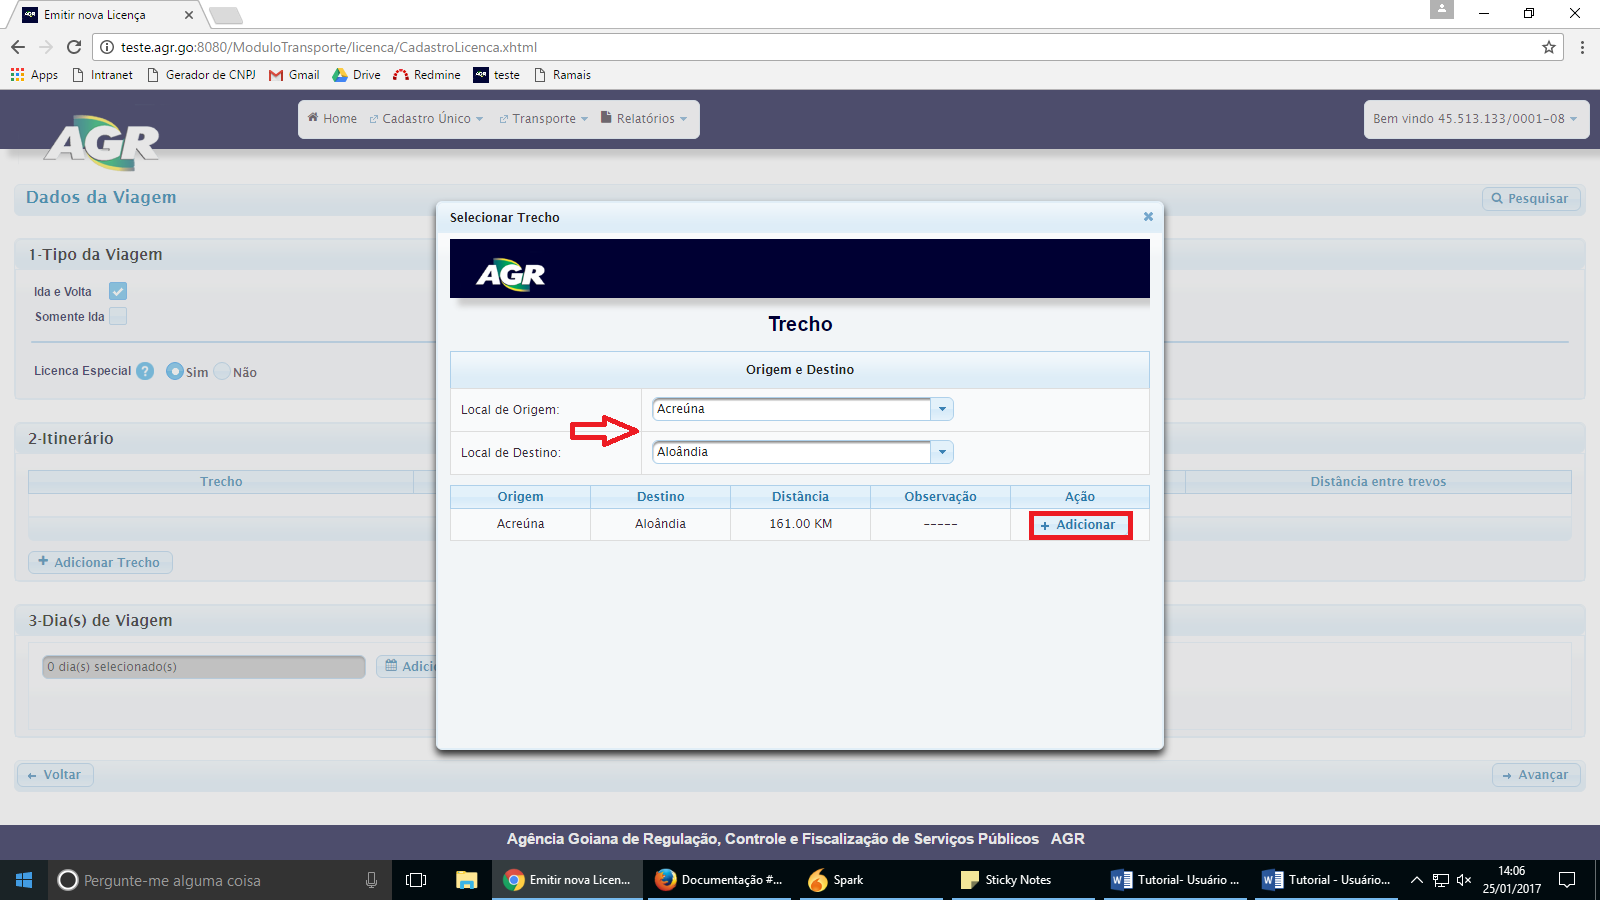 Emitir nova Licença
teste.agr.go:8080/ModuloTransporte/licenca/CadastroLicenca.xhtml
Apps Intranet Gerador de CNPJ Gmail Drive Redmine teste Ramais
AGR
Home Cadastro Único Transporte Relatórios
Bem vindo 45.513.133/0001-08
Dados da Viagem
Pesquisar
1-Tipo da Viagem
Ida e Volta
Somente Ida
Licenca Especial ? Sim Não
2-Itinerário
Trecho
Distância entre trevos
+ Adicionar Trecho
3-Dia(s) de Viagem
0 dia(s) selecionado(s)
Adici
Selecionar Trecho
AGR
Trecho
Origem e Destino
Local de Origem: Acreúna
Local de Destino: Aloândia
Origem Destino Distância Observação Ação
Acreúna Aloândia 161.00 KM ----- + Adicionar
Voltar
Avançar
Agência Goiana de Regulação, Controle e Fiscalização de Serviços Públicos AGR
Pergunte-me alguma coisa
Emitir nova Licen...
Documentação #...
Spark
Sticky Notes
Tutorial- Usuário ...
Tutorial - Usuário...
14:06
25/01/2017